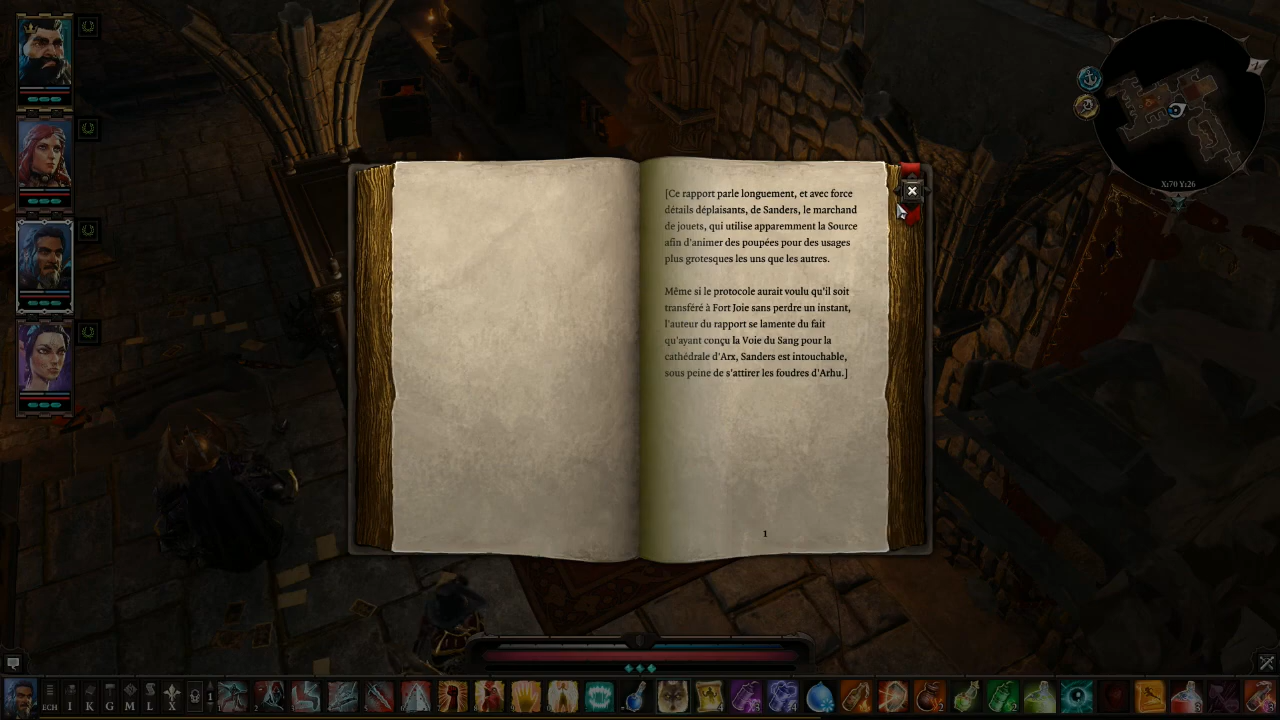 [Ce rapport parle longuement, et avec force
détails déplaisants, de Sanders, le marchand
de jouets, qui utilise apparemment la Source
afin d'animer des poupées pour des usages
plus grotesques les uns que les autres.
Même si le protocole aurait voulu qu'il soit
transféré à Fort Joie sans perdre un instant,
l'auteur du rapport se lamente du fait
qu'ayant conçu la Voie du Sang pour la
cathédrale d'Arx, Sanders est intouchable,
sous peine de s'attirer les foudres d'Arhu.]
1
X:70 Y:26
ECH I K G M L X